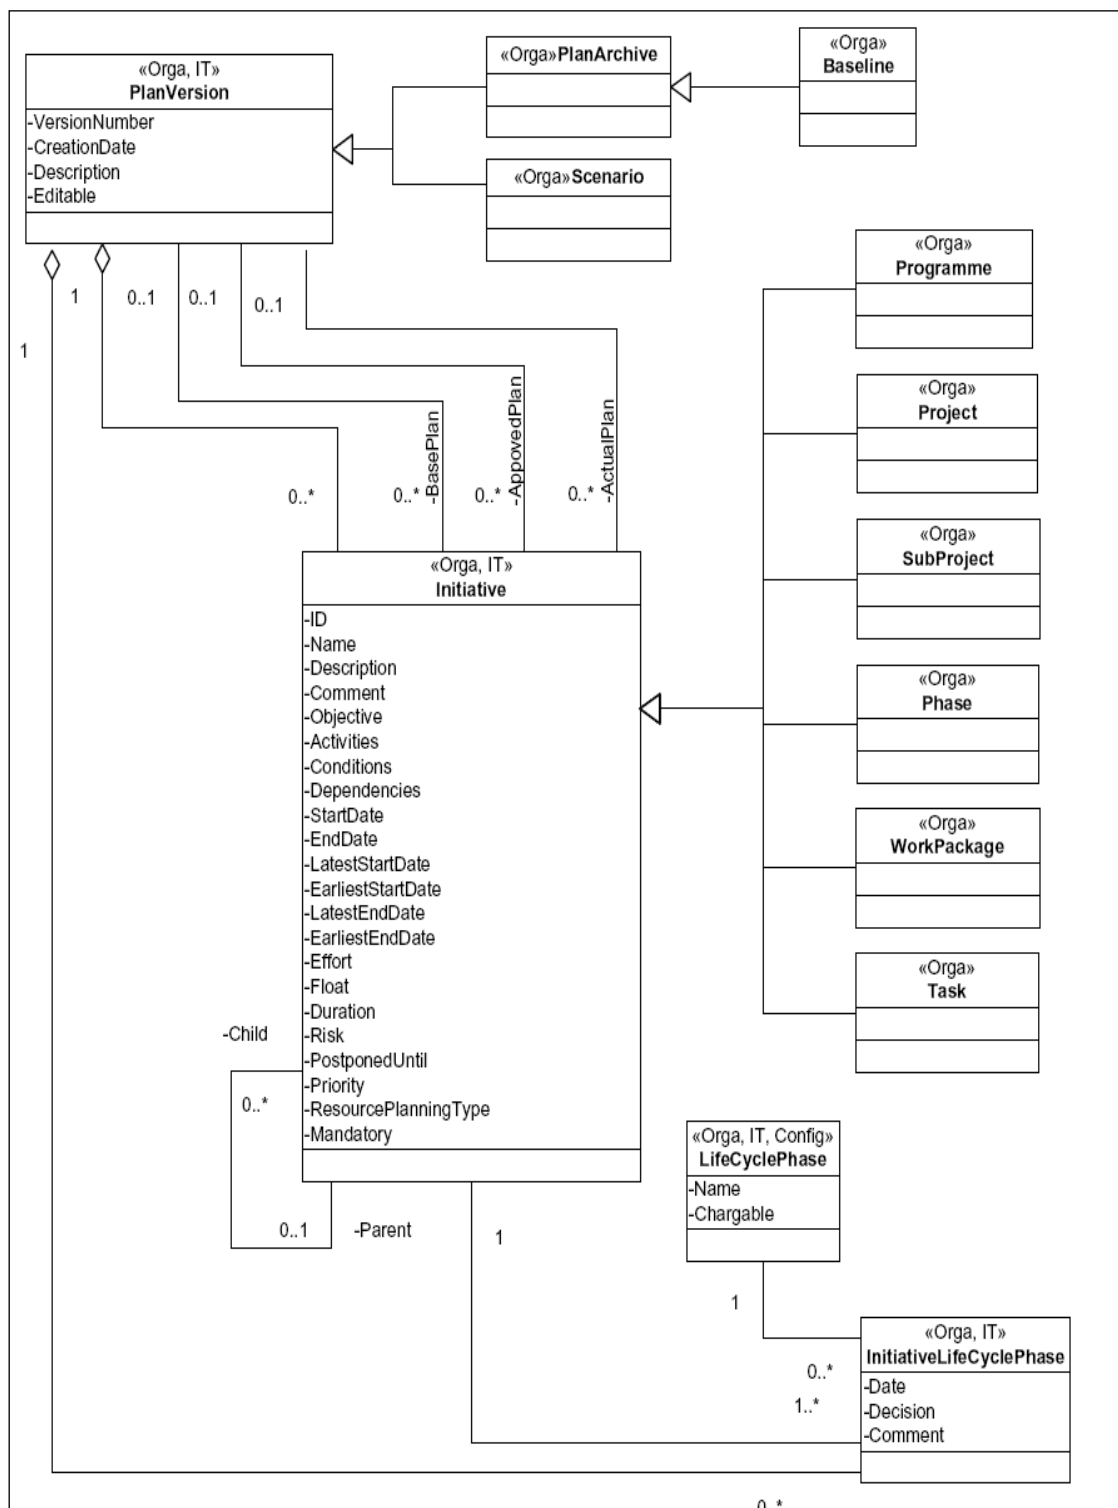 «Orga, IT»
PlanVersion
-VersionNumber
-CreationDate
-Description
-Editable
«Orga»PlanArchive
«Orga»
Baseline
«Orga»Scenario
1
1
0..1
0..1
0..1
0..*
0..*
-BasePlan
0..*
-AppovedPlan
0..*
-ActualPlan
«Orga, IT»
Initiative
-ID
-Name
-Description
-Comment
-Objective
-Activities
-Conditions
-Dependencies
-StartDate
-EndDate
-LatestStartDate
-EarliestStartDate
-LatestEndDate
-EarliestEndDate
-Effort
-Float
-Duration
-Risk
-PostponedUntil
-Priority
-ResourcePlanningType
-Mandatory
-Child
0..*
0..1
-Parent
1
«Orga»
Programme
«Orga»
Project
«Orga»
SubProject
«Orga»
Phase
«Orga»
WorkPackage
«Orga»
Task
«Orga, IT, Config»
LifeCyclePhase
-Name
-Chargable
1
0..*
1..*
«Orga, IT»
InitiativeLifeCyclePhase
-Date
-Decision
-Comment
0..*